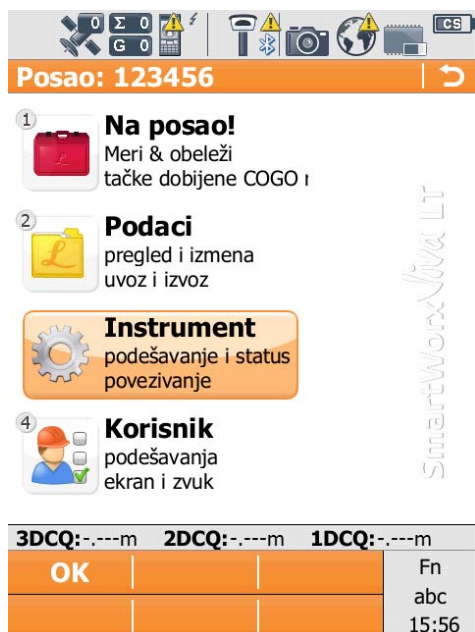 0 Σ 0
0 G 0
CS
Posao: 123456
1
Na posao!
Meri & obeleži
tačke dobijene COGO r
2
Podaci
pregled i izmena
uvoz i izvoz
Instrument
podešavanje i status
povezivanje
4
Korisnik
podešavanja
ekran i zvuk
SmartWorx Viva LT
3DCQ:-.---m 2DCQ:-.---m 1DCQ:-.---m
OK
Fn
abc
15:56